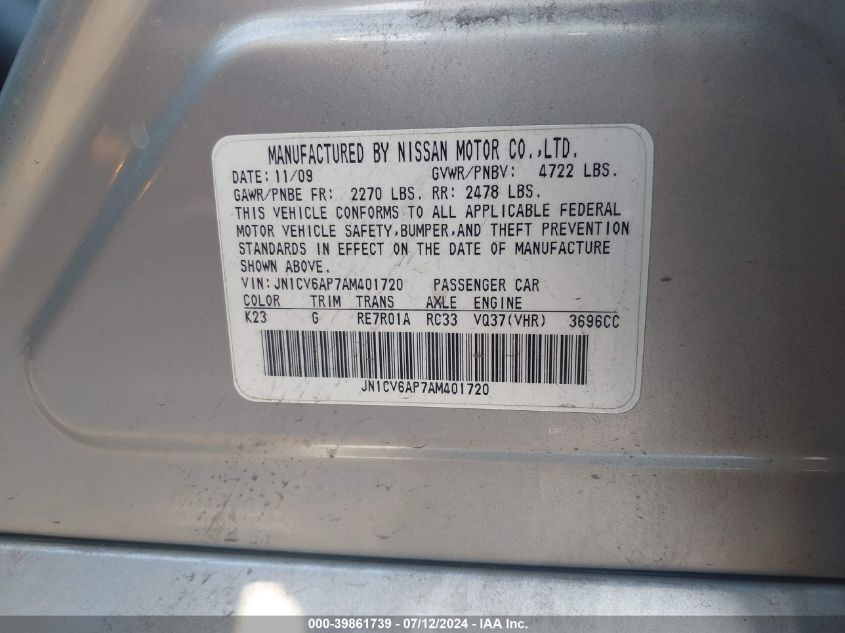 MANUFACTURED BY NISSAN MOTOR CO.,LTD.
DATE: 11/09 GVWR/PNBV: 4722 LBS.
GAWR/PNBE FR: 2270 LBS. RR: 2478 LBS.
THIS VEHICLE CONFORMS TO ALL APPLICABLE FEDERAL
MOTOR VEHICLE SAFETY,BUMPER,AND THEFT PREVENTION
STANDARDS IN EFFECT ON THE DATE OF MANUFACTURE
SHOWN ABOVE.
VIN: JN1CV6AP7AM401720 PASSENGER CAR
COLOR TRIM TRANS AXLE ENGINE
K23 G RE7R01A RC33 VQ37(VHR) 3696CC
JN1CV6AP7AM401720
000-39861739 - 07/12/2024 - IAA Inc.